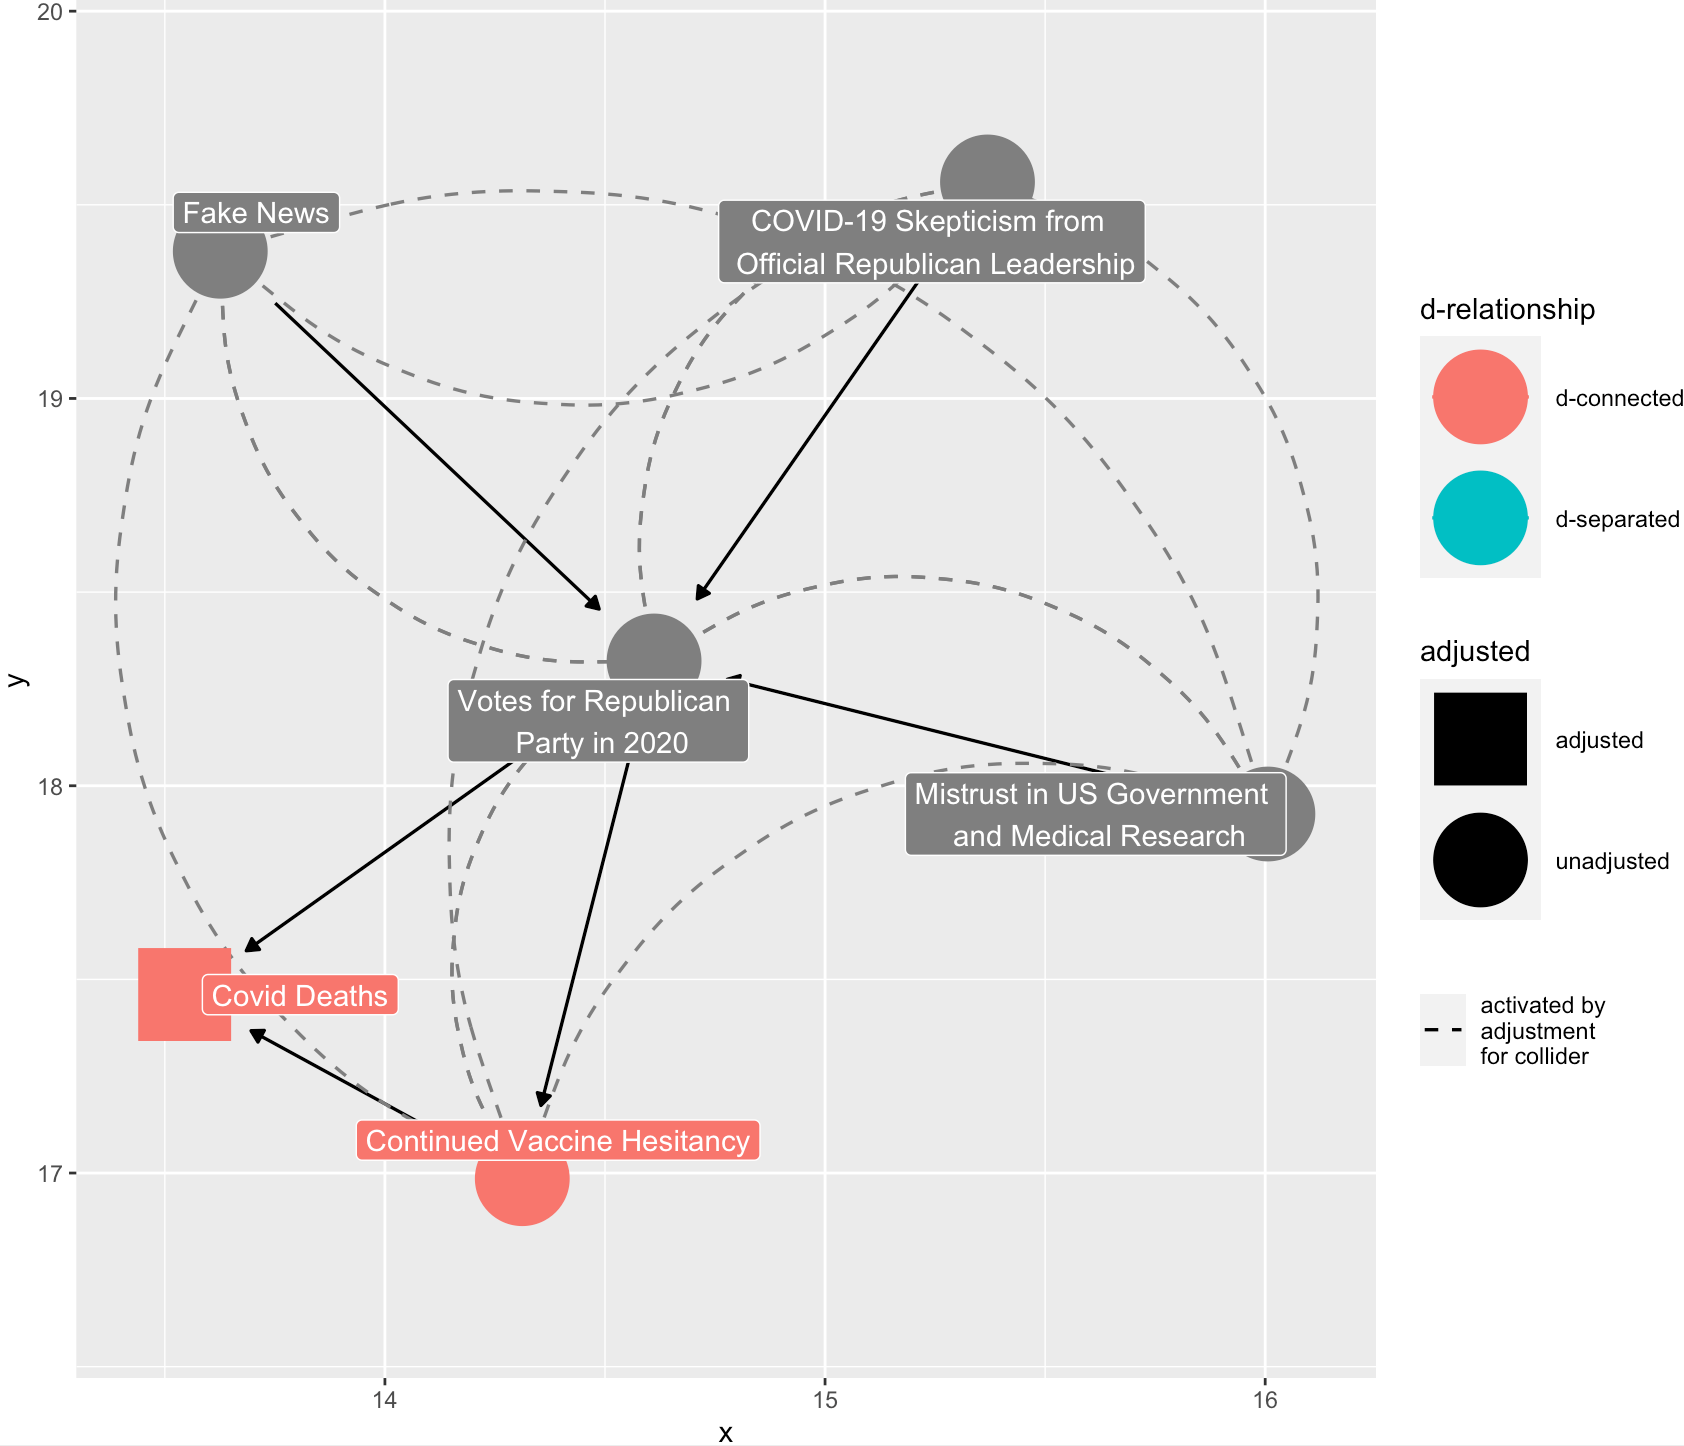 20
19
18
17
y
14
15
16
x
Fake News
COVID-19 Skepticism from
Official Republican Leadership
Votes for Republican
Party in 2020
Mistrust in US Government
and Medical Research
Covid Deaths
Continued Vaccine Hesitancy
d-relationship
d-connected
d-separated
adjusted
adjusted
unadjusted
activated by
adjustment
for collider